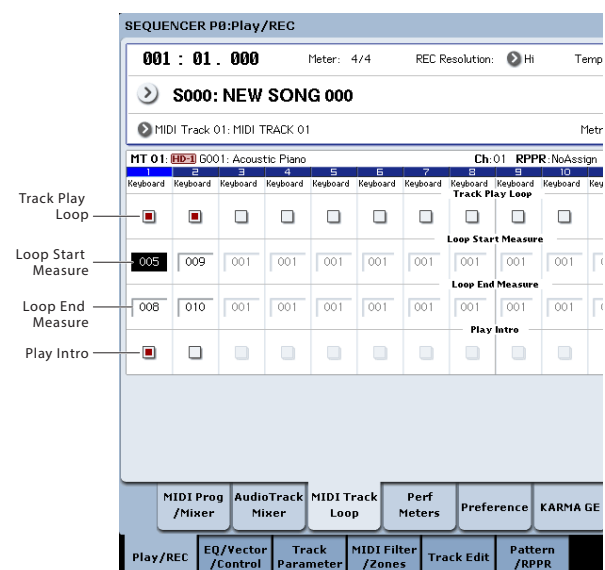 SEQUENCER P0:Play/REC
001 : 01 . 000 Meter: 4/4 REC Resolution: Hi Temp
S000: NEW SONG 000
MIDI Track 01: MIDI TRACK 01 Metr
MT 01: HD-1 G001: Acoustic Piano Ch:01 RPPR:NoAssign
1 2 3 4 5 6 7 8 9 10
Keyboard Keyboard Keyboard Keyboard Keyboard Keyboard Keyboard Keyboard Keyboard Keyboard Key
Track Play Loop
Track Play
Loop
Loop Start Measure
Loop Start
Measure
005 009 001 001 001 001 001 001 001 001 0
Loop End Measure
Loop End
Measure
008 010 001 001 001 001 001 001 001 001 0
Play Intro
Play Intro
MIDI Prog
/Mixer
AudioTrack
Mixer
MIDI Track
Loop
Perf
Meters
Preference
KARMA GE
Play/REC
EQ/Vector
/Control
Track
Parameter
MIDI Filter
/Zones
Track Edit
Pattern
/RPPR